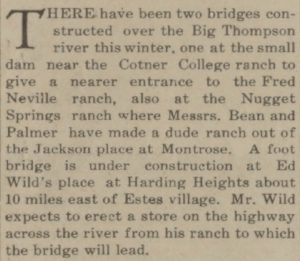 THERE have been two bridges con-
structed over the Big Thompson
river this winter, one at the small
dam near the Cotner College ranch to
give a nearer entrance to the Fred
Neville ranch, also at the Nugget
Springs ranch where Messrs. Bean and
Palmer have made a dude ranch out of
the Jackson place at Montrose. A foot
bridge is under construction at Ed
Wild's place at Harding Heights about
10 miles east of Estes village. Mr. Wild
expects to erect a store on the highway
across the river from his ranch to which
the bridge will lead.